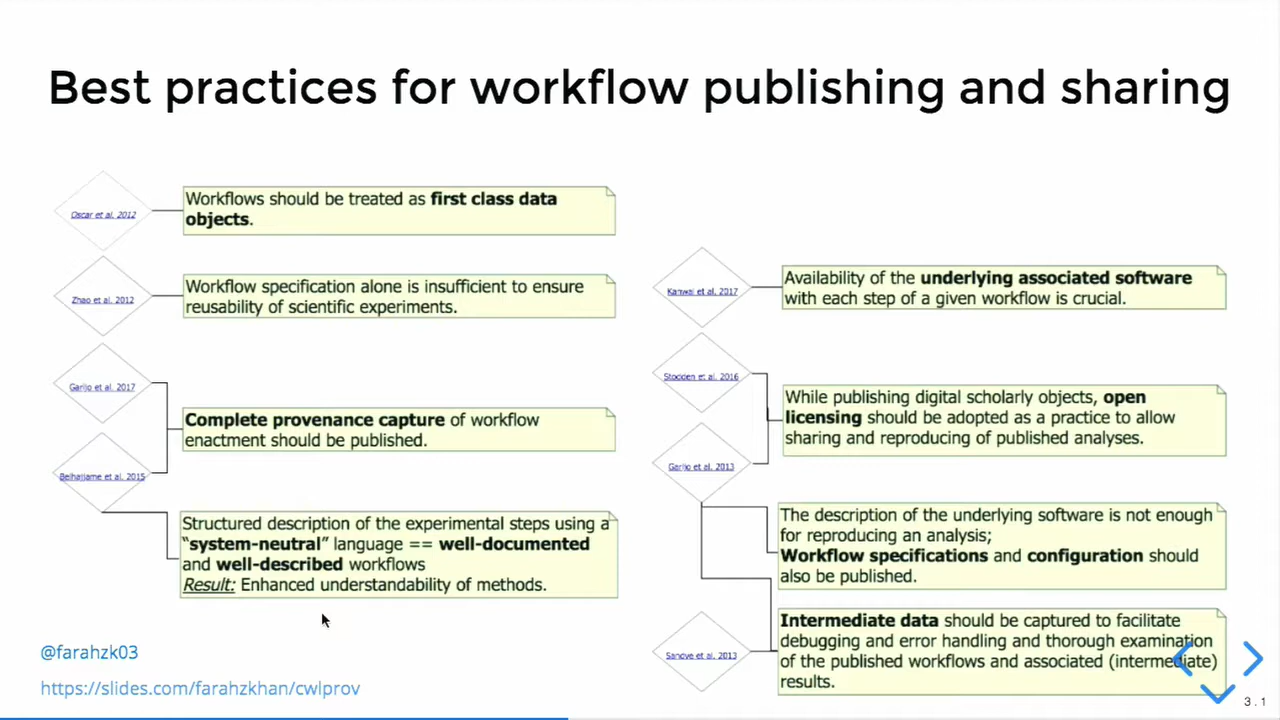 Best practices for workflow publishing and sharing
Oscar et al. 2012
Workflows should be treated as first class data
objects.
Zhao et al. 2012
Workflow specification alone is insufficient to ensure
reusability of scientific experiments.
Garijo et al. 2017
Complete provenance capture of workflow
enactment should be published.
Belhajjame et al. 2015
Structured description of the experimental steps using a
“system-neutral” language == well-documented
and well-described workflows
Result: Enhanced understandability of methods.
Kanwal et al. 2017
Availability of the underlying associated software
with each step of a given workflow is crucial.
Stodden et al. 2016
While publishing digital scholarly objects, open
licensing should be adopted as a practice to allow
sharing and reproducing of published analyses.
Garijo et al. 2013
The description of the underlying software is not enough
for reproducing an analysis;
Workflow specifications and configuration should
also be published.
Sandve et al. 2013
Intermediate data should be captured to facilitate
debugging and error handling and thorough examination
of the published workflows and associated (intermediate)
results.
@farahzk03
https://slides.com/farahzkhan/cwlprov
3.1